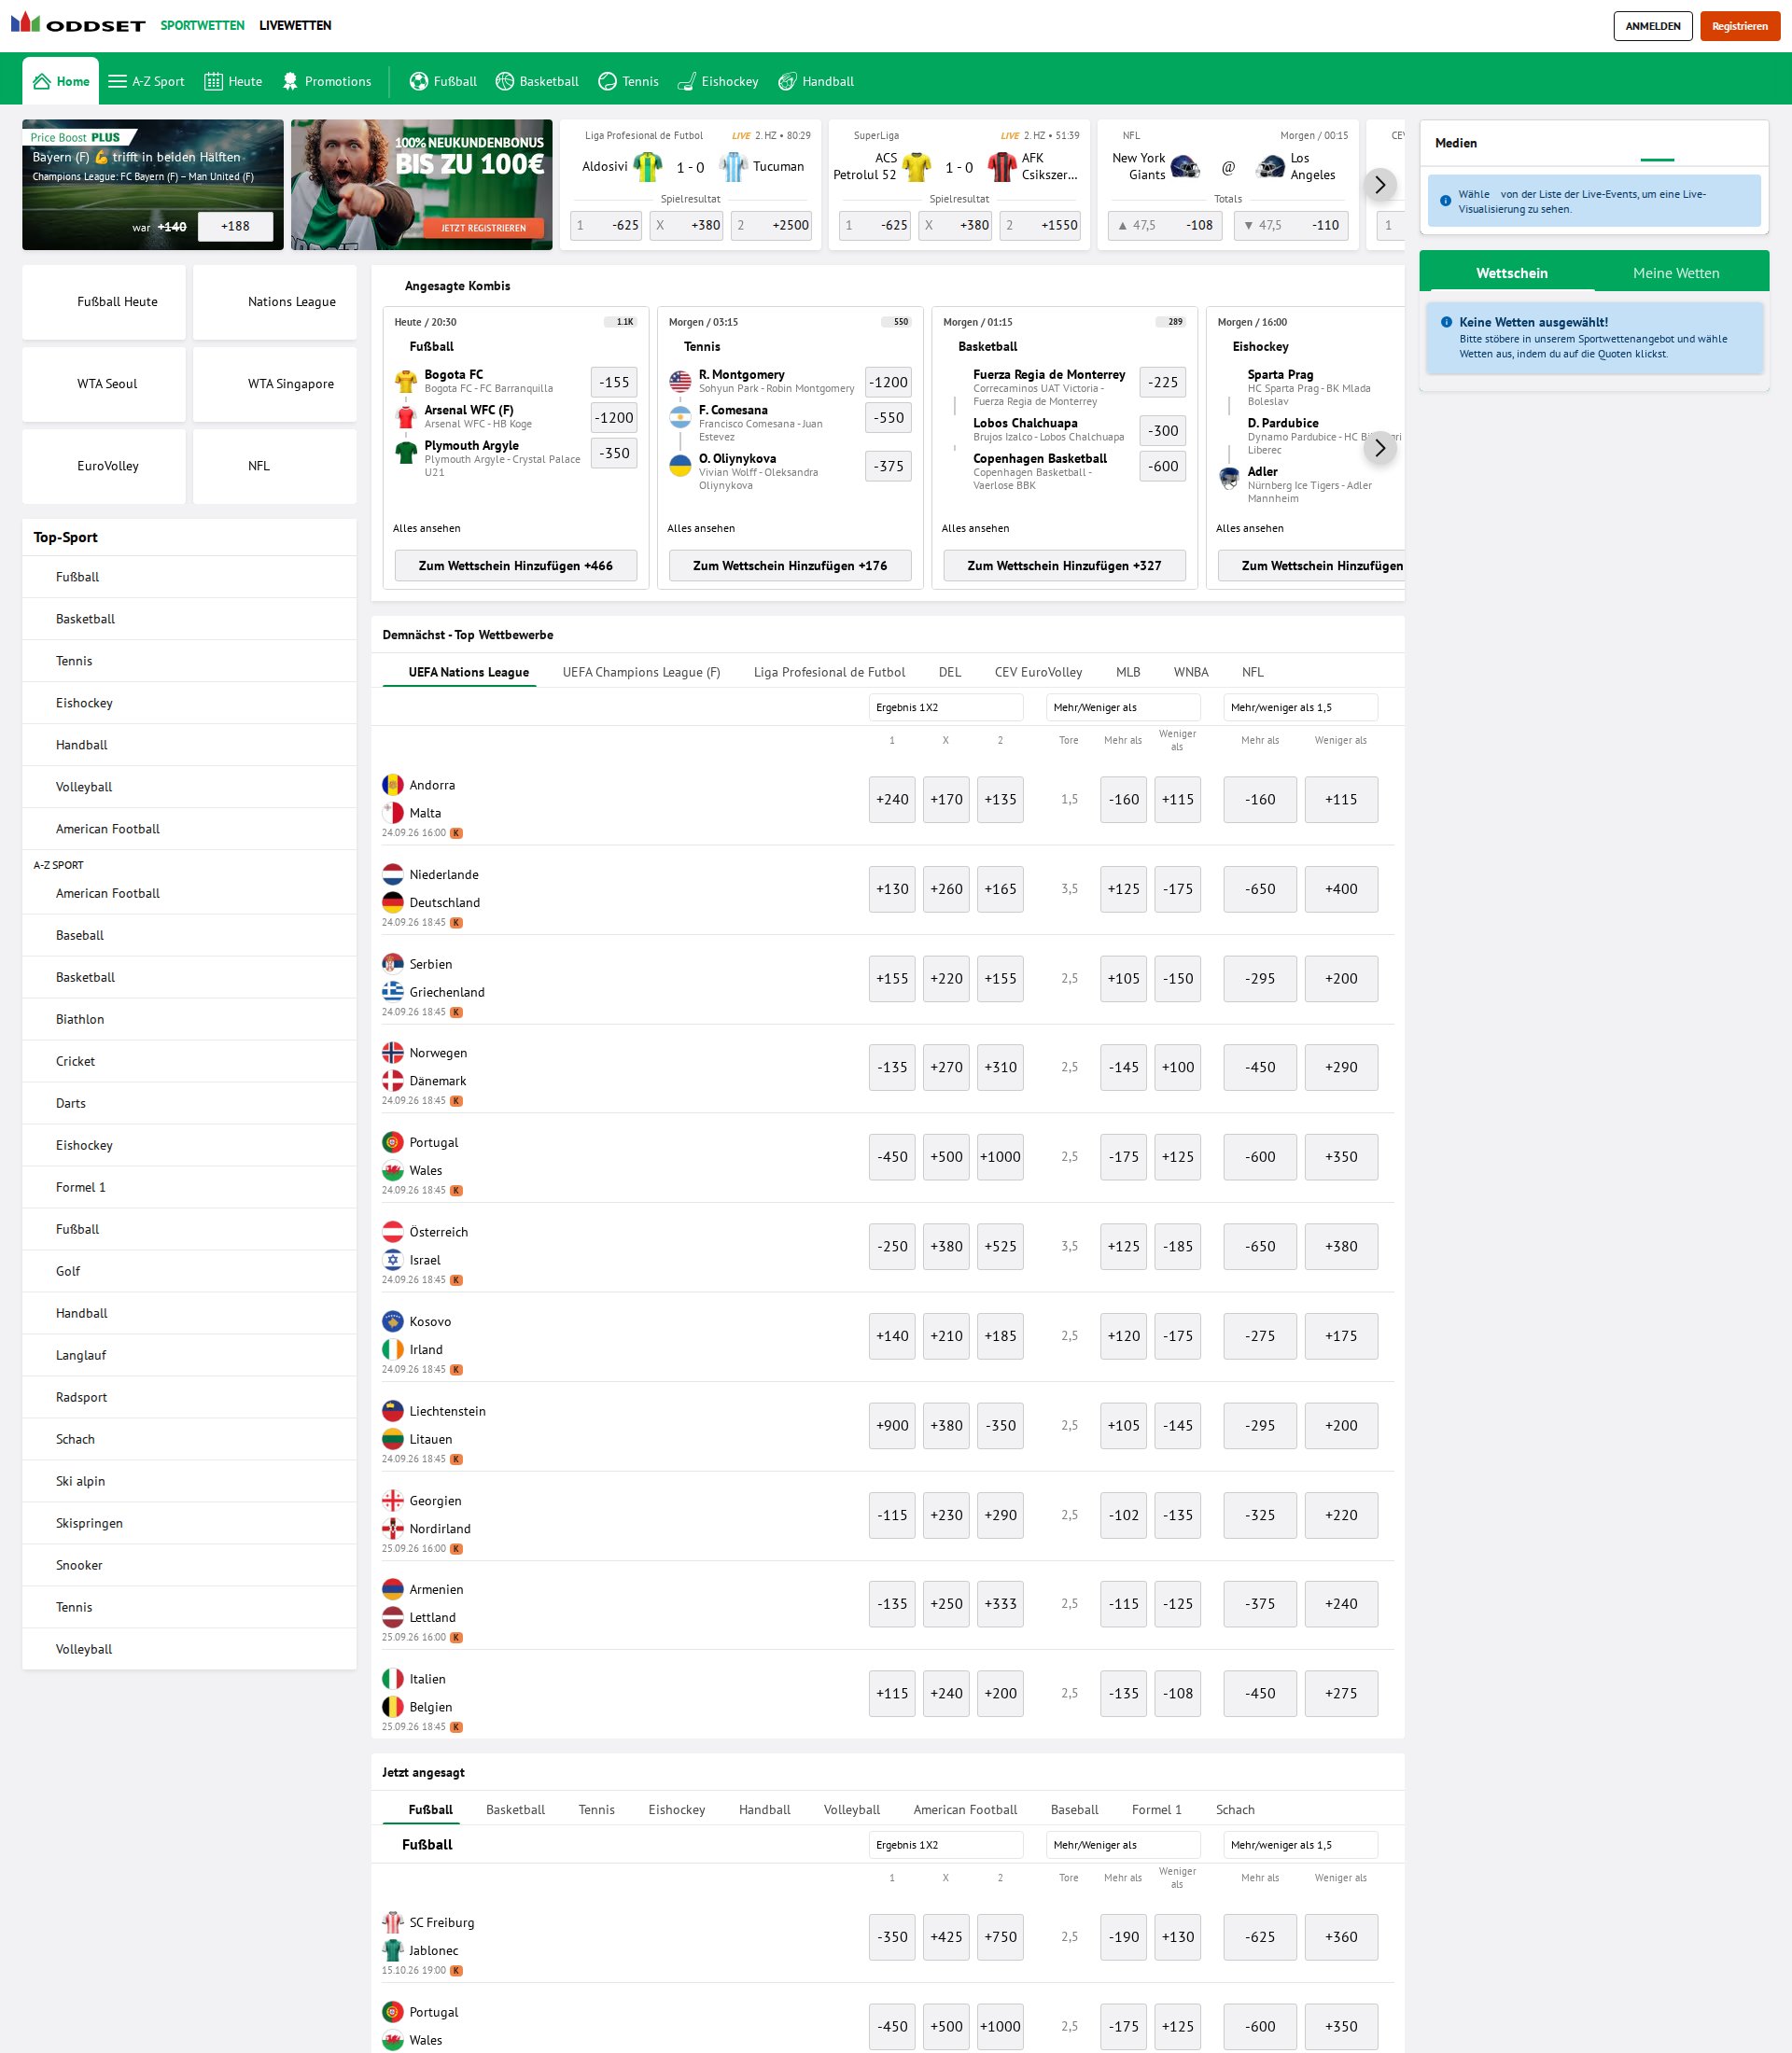 ODDSET
SPORTWETTEN
LIVEWETTEN
ANMELDEN
Registrieren
Home
A-Z Sport
Heute
Promotions
Fußball
Basketball
Tennis
Eishockey
Handball
Price Boost PLUS
Bayern (F) 💪 trifft in beiden Hälften
Champions League: FC Bayern (F) – Man United (F)
war +140 +188
100% NEUKUNDENBONUS
BIS ZU 100€
JETZT REGISTRIEREN
Liga Profesional de Futbol LIVE 2. HZ • 80:29
Aldosivi 1 - 0 Tucuman
Spielresultat
1 -625 X +380 2 +2500
SuperLiga LIVE 2. HZ • 51:39
ACS Petrolul 52 1 - 0 AFK Csikszer...
Spielresultat
1 -625 X +380 2 +1550
NFL Morgen / 00:15
New York Giants @ Los Angeles
Totals
▲ 47,5 -108 ▼ 47,5 -110
1
Medien
Wähle von der Liste der Live-Events, um eine Live-
Visualisierung zu sehen.
Wettschein
Meine Wetten
Keine Wetten ausgewählt!
Bitte stöbere in unserem Sportwettenangebot und wähle
Wetten aus, indem du auf die Quoten klickst.
Fußball Heute
Nations League
WTA Seoul
WTA Singapore
EuroVolley
NFL
Top-Sport
Fußball
Basketball
Tennis
Eishockey
Handball
Volleyball
American Football
A-Z SPORT
American Football
Baseball
Basketball
Biathlon
Cricket
Darts
Eishockey
Formel 1
Fußball
Golf
Handball
Langlauf
Radsport
Schach
Ski alpin
Skispringen
Snooker
Tennis
Volleyball
Angesagte Kombis
Heute / 20:30 1.1K
Fußball
Bogota FC -155
Bogota FC - FC Barranquilla
Arsenal WFC (F) -1200
Arsenal WFC - HB Koge
Plymouth Argyle -350
Plymouth Argyle - Crystal Palace
U21
Alles ansehen
Zum Wettschein Hinzufügen +466
Morgen / 03:15 550
Tennis
R. Montgomery -1200
Sohyun Park - Robin Montgomery
F. Comesana -550
Francisco Comesana - Juan
Estevez
O. Oliynykova -375
Vivian Wolff - Oleksandra
Oliynykova
Alles ansehen
Zum Wettschein Hinzufügen +176
Morgen / 01:15 289
Basketball
Fuerza Regia de Monterrey -225
Correcaminos UAT Victoria -
Fuerza Regia de Monterrey
Lobos Chalchuapa -300
Brujos Izalco - Lobos Chalchuapa
Copenhagen Basketball -600
Copenhagen Basketball -
Vaerlose BBK
Alles ansehen
Zum Wettschein Hinzufügen +327
Morgen / 16:00
Eishockey
Sparta Prag
HC Sparta Prag - BK Mlada
Boleslav
D. Pardubice
Dynamo Pardubice - HC
Liberec
Adler
Nürnberg Ice Tigers - Adler
Mannheim
Alles ansehen
Zum Wettschein Hinzufügen
Demnächst - Top Wettbewerbe
UEFA Nations League
UEFA Champions League (F)
Liga Profesional de Futbol
DEL
CEV EuroVolley
MLB
WNBA
NFL
Ergebnis 1X2 Mehr/Weniger als Mehr/weniger als 1,5
1 X 2 Tore Mehr als Weniger als Mehr als Weniger als
Andorra
Malta
24.09.26 16:00 K
+240 +170 +135 1,5 -160 +115 -160 +115
Niederlande
Deutschland
24.09.26 18:45 K
+130 +260 +165 3,5 +125 -175 -650 +400
Serbien
Griechenland
24.09.26 18:45 K
+155 +220 +155 2,5 +105 -150 -295 +200
Norwegen
Dänemark
24.09.26 18:45 K
-135 +270 +310 2,5 -145 +100 -450 +290
Portugal
Wales
24.09.26 18:45 K
-450 +500 +1000 2,5 -175 +125 -600 +350
Österreich
Israel
24.09.26 18:45 K
-250 +380 +525 3,5 +125 -185 -650 +380
Kosovo
Irland
24.09.26 18:45 K
+140 +210 +185 2,5 +120 -175 -275 +175
Liechtenstein
Litauen
24.09.26 18:45 K
+900 +380 -350 2,5 +105 -145 -295 +200
Georgien
Nordirland
25.09.26 16:00 K
-115 +230 +290 2,5 -102 -135 -325 +220
Armenien
Lettland
25.09.26 16:00 K
-135 +250 +333 2,5 -115 -125 -375 +240
Italien
Belgien
25.09.26 18:45 K
+115 +240 +200 2,5 -135 -108 -450 +275
Jetzt angesagt
Fußball
Basketball
Tennis
Eishockey
Handball
Volleyball
American Football
Baseball
Formel 1
Schach
Fußball
Ergebnis 1X2 Mehr/Weniger als Mehr/weniger als 1,5
1 X 2 Tore Mehr als Weniger als Mehr als Weniger als
SC Freiburg
Jablonec
15.10.26 19:00 K
-350 +425 +750 2,5 -190 +130 -625 +360
Portugal
Wales
-450 +500 +1000 2,5 -175 +125 -600 +350